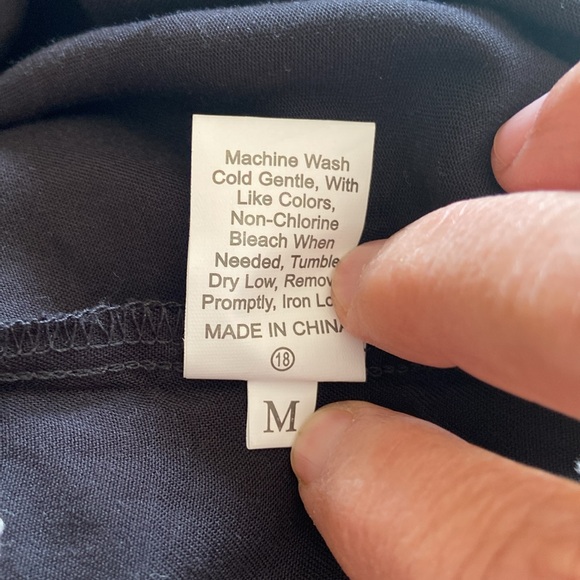 Machine Wash
Cold Gentle, With
Like Colors,
Non-Chlorine
Bleach When
Needed, Tumble
Dry Low, Remov
Promptly, Iron Lo
MADE IN CHINA
18
M